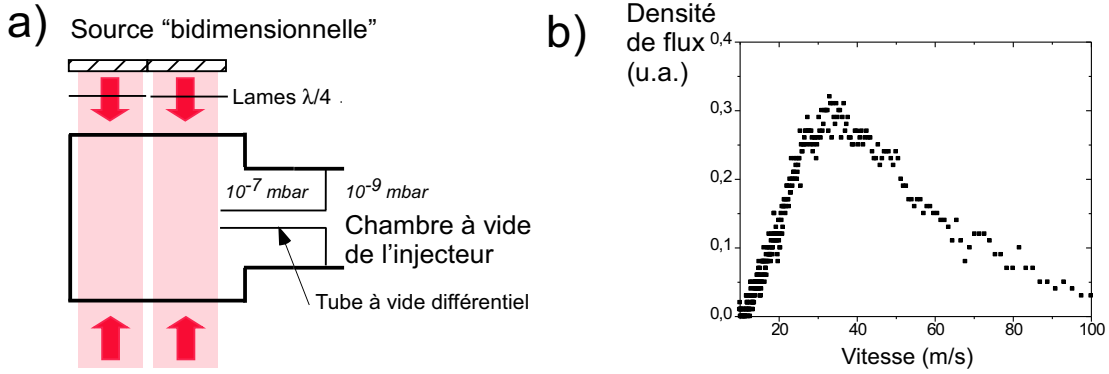 a)
Source “bidimensionnelle”
Lames λ/4 .
10-7 mbar
10-9 mbar
Chambre à vide
de l’injecteur
Tube à vide différentiel
b)
Densité
de flux
(u.a.)
0,4
0,3
0,2
0,1
0,0
20 40 60 80 100
Vitesse (m/s)